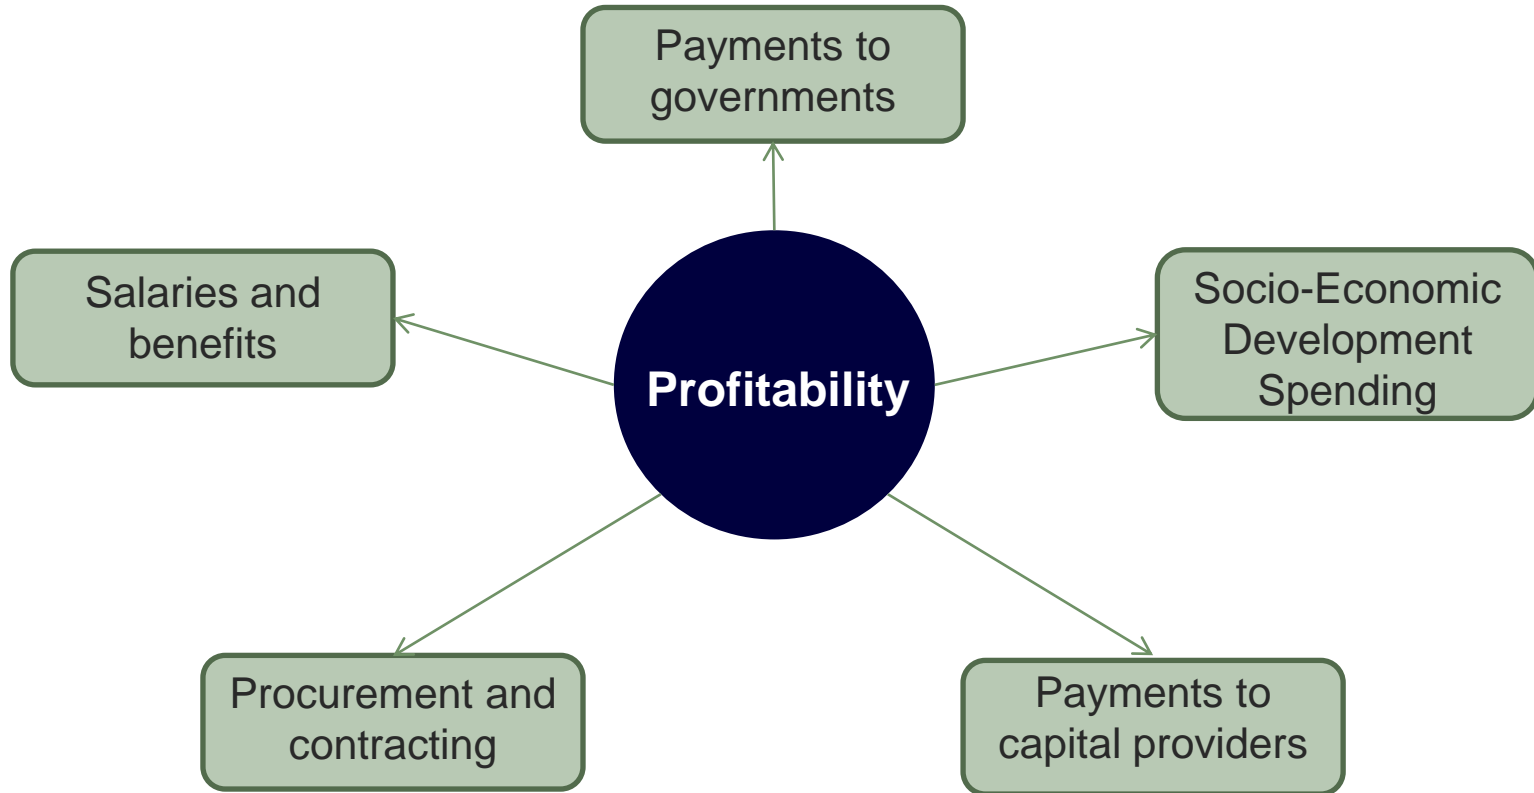 Payments to
governments
Salaries and
benefits
Socio-Economic
Development
Spending
Profitability
Procurement and
contracting
Payments to
capital providers